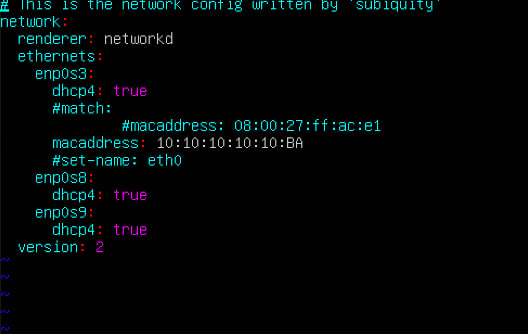 # This is the network config written by 'subiquity'
network:
  renderer: networkd
  ethernets:
    enp0s3:
      dhcp4: true
      #match:
              #macaddress: 08:00:27:ff:ac:e1
      macaddress: 10:10:10:10:10:BA
      #set-name: eth0
    enp0s8:
      dhcp4: true
    enp0s9:
      dhcp4: true
  version: 2
~
~
~
~
~